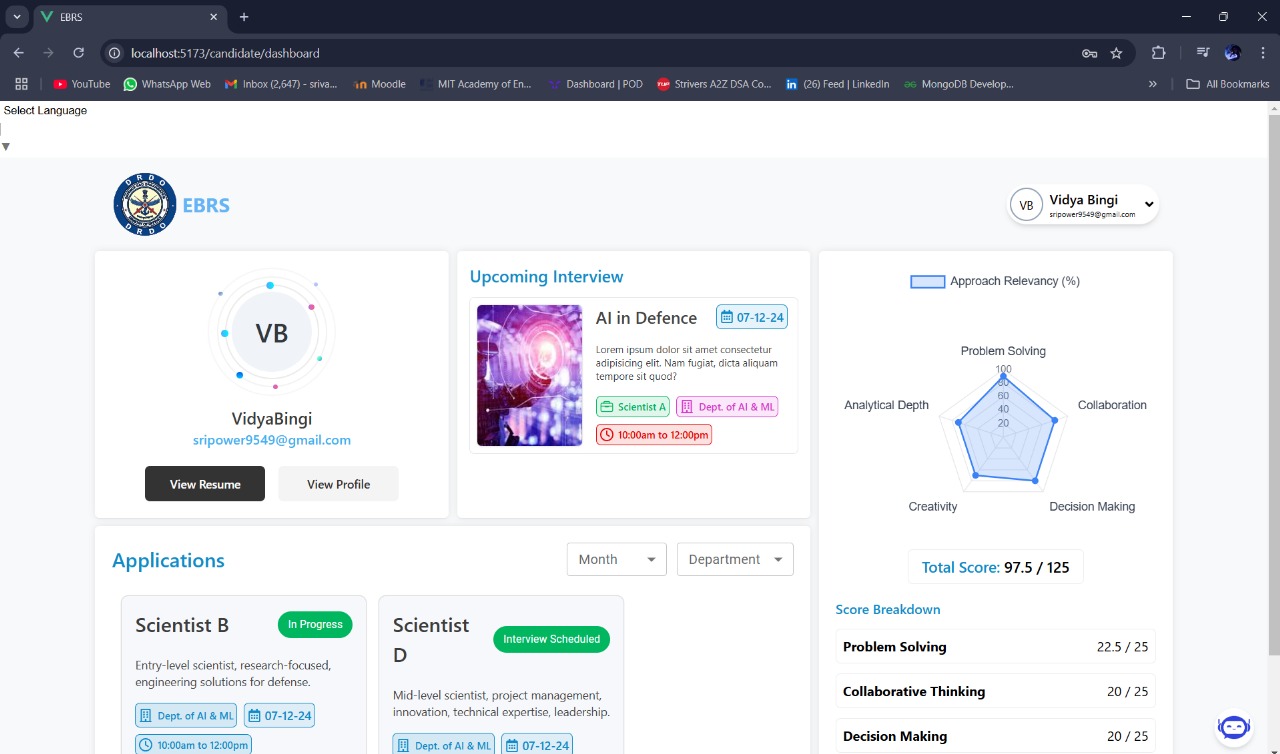 EBRS
localhost:5173/candidate/dashboard
YouTube
WhatsApp Web
Inbox (2,647) - sriva...
Moodle
MIT Academy of En...
Dashboard | POD
Strivers A2Z DSA Co...
(26) Feed | LinkedIn
MongoDB Develop...
»
All Bookmarks
Select Language
▼
DRDO
DRDO
EBRS
VB
Vidya Bingi
sripower9549@gmail.com
VB
VidyaBingi
sripower9549@gmail.com
View Resume
View Profile
Upcoming Interview
AI in Defence
07-12-24
Lorem ipsum dolor sit amet consectetur
adipisicing elit. Nam fugiat, dicta aliquam
tempore sit quod?
Scientist A
Dept. of AI & ML
10:00am to 12:00pm
Approach Relevancy (%)
Problem Solving
100
80
60
40
20
Analytical Depth
Collaboration
Creativity
Decision Making
Total Score: 97.5 / 125
Score Breakdown
Problem Solving 22.5 / 25
Collaborative Thinking 20 / 25
Decision Making 20 / 25
Applications
Month
Department
Scientist B
In Progress
Entry-level scientist, research-focused,
engineering solutions for defense.
Dept. of AI & ML
07-12-24
10:00am to 12:00pm
Scientist
D
Interview Scheduled
Mid-level scientist, project management,
innovation, technical expertise, leadership.
Dept. of AI & ML
07-12-24